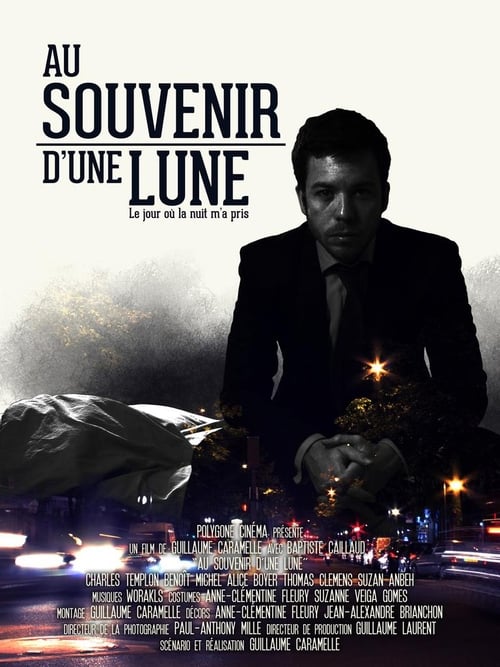 AU
SOUVENIR
D'UNE LUNE
Le jour où la nuit m'a pris
POLYGONE CINÉMA PRÉSENTE
UN FILM DE GUILLAUME CARAMELLE AVEC BAPTISTE CAILLAUD
"AU SOUVENIR D'UNE LUNE"
CHARLES TEMPLON BENOIT MICHEL ALICE BOYER THOMAS CLEMENS SUZAN ANBEH
MUSIQUES WORAKLS COSTUMES ANNE-CLÉMENTINE FLEURY SUZANNE VEIGA GOMES
MONTAGE GUILLAUME CARAMELLE DÉCORS ANNE-CLÉMENTINE FLEURY JEAN-ALEXANDRE BRIANCHON
DIRECTEUR DE LA PHOTOGRAPHIE PAUL-ANTHONY MILLE DIRECTEUR DE PRODUCTION GUILLAUME LAURENT
SCÉNARIO ET RÉALISATION GUILLAUME CARAMELLE